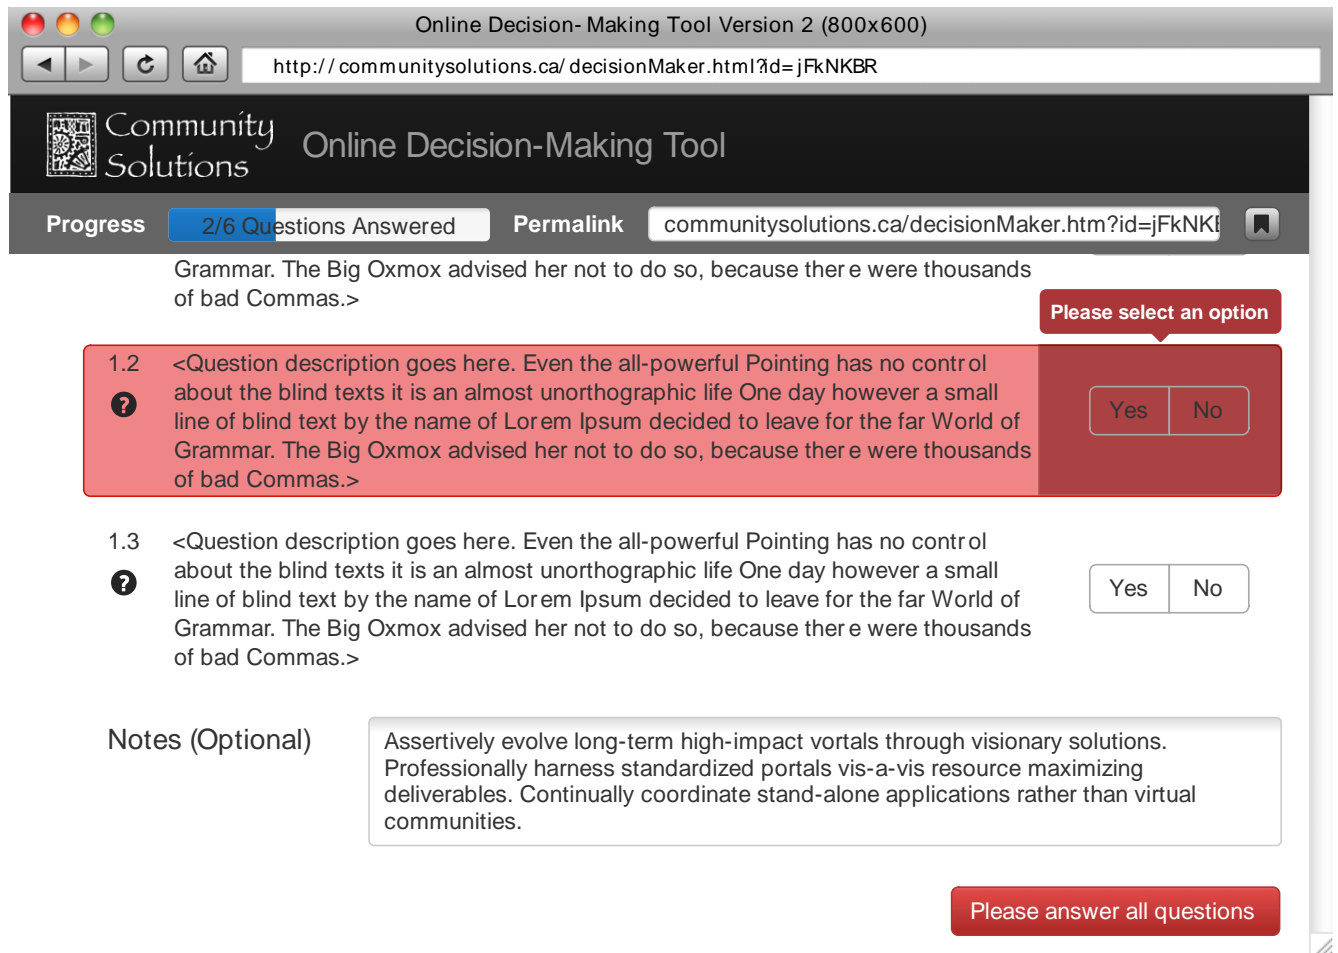 Online Decision- Making Tool Version 2 (800x600)
http://communitysolutions.ca/decisionMaker.html?id=jFkNKBR
Community
Solutions
Online Decision-Making Tool
Progress
2/6 Questions Answered
Permalink
communitysolutions.ca/decisionMaker.htm?id=jFkNKB
Grammar. The Big Oxmox advised her not to do so, because there were thousands
of bad Commas.>
Please select an option
1.2
<Question description goes here. Even the all-powerful Pointing has no control
about the blind texts it is an almost unorthographic life One day however a small
line of blind text by the name of Lorem Ipsum decided to leave for the far World of
Grammar. The Big Oxmox advised her not to do so, because there were thousands
of bad Commas.>
?
Yes
No
1.3
<Question description goes here. Even the all-powerful Pointing has no control
about the blind texts it is an almost unorthographic life One day however a small
line of blind text by the name of Lorem Ipsum decided to leave for the far World of
Grammar. The Big Oxmox advised her not to do so, because there were thousands
of bad Commas.>
?
Yes
No
Notes (Optional)
Assertively evolve long-term high-impact vortals through visionary solutions.
Professionally harness standardized portals vis-a-vis resource maximizing
deliverables. Continually coordinate stand-alone applications rather than virtual
communities.
Please answer all questions